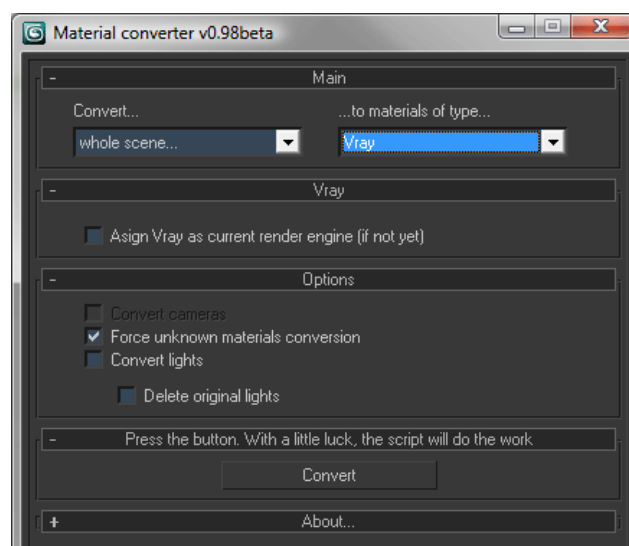 Material converter v0.98beta
- Main
Convert... ...to materials of type...
whole scene... Vray
- Vray
Asign Vray as current render engine (if not yet)
- Options
Convert cameras
Force unknown materials conversion
Convert lights
Delete original lights
- Press the button. With a little luck, the script will do the work
Convert
+ About...